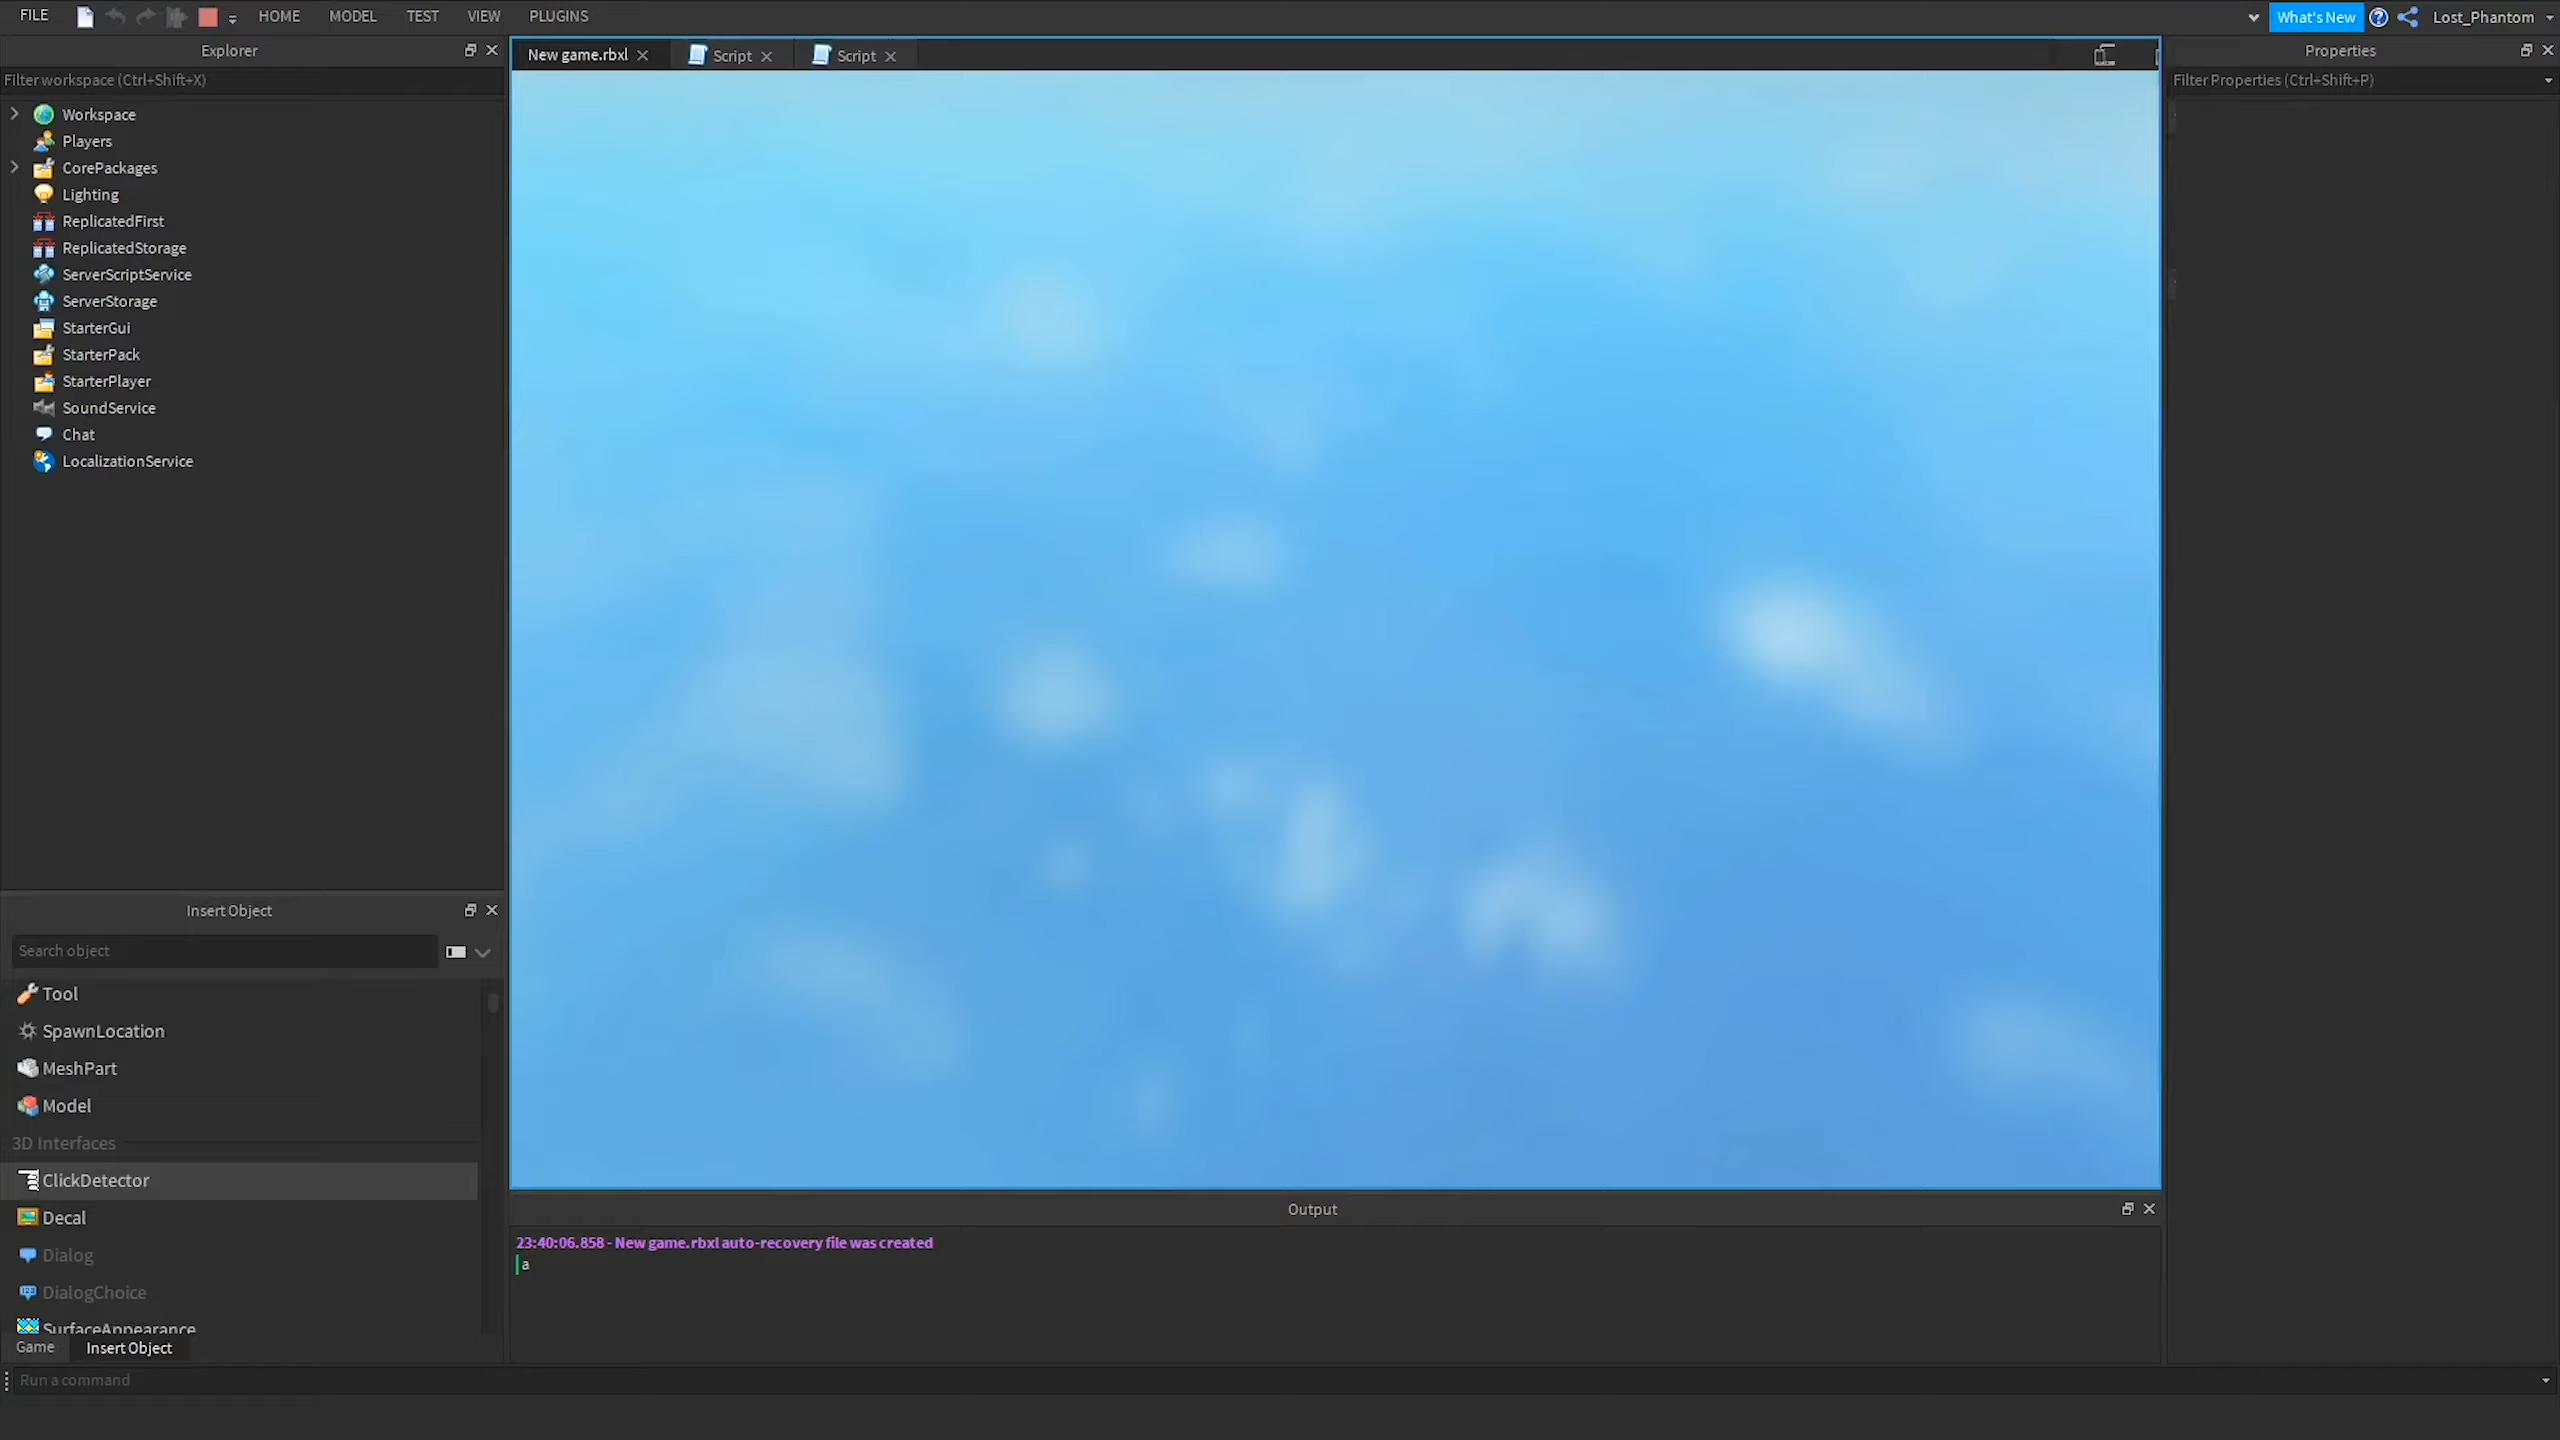 FILE HOME MODEL TEST VIEW PLUGINS What's New Lost_Phantom
Explorer
Filter workspace (Ctrl+Shift+X)
Workspace
Players
CorePackages
Lighting
ReplicatedFirst
ReplicatedStorage
ServerScriptService
ServerStorage
StarterGui
StarterPack
StarterPlayer
SoundService
Chat
LocalizationService
Insert Object
Search object
Tool
SpawnLocation
MeshPart
Model
3D Interfaces
ClickDetector
Decal
Dialog
DialogChoice
SurfaceAppearance
Game Insert Object
Run a command
New game.rbxl Script Script
Output
23:40:06.858 - New game.rbxl auto-recovery file was created
a
Properties
Filter Properties (Ctrl+Shift+P)